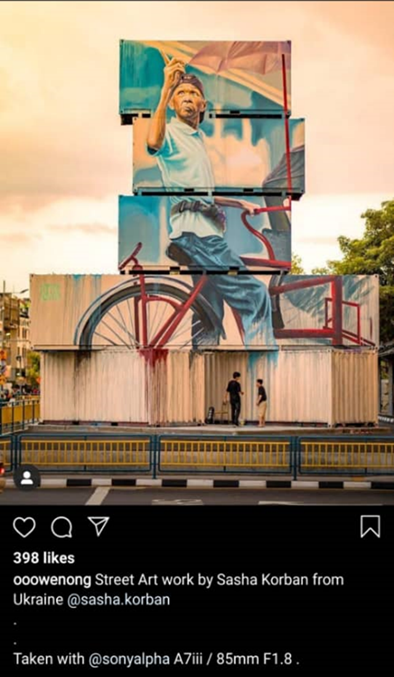 398 likes
ooowenong Street Art work by Sasha Korban from
Ukraine @sasha.korban
.
.
Taken with @sonyalpha A7iii / 85mm F1.8 .